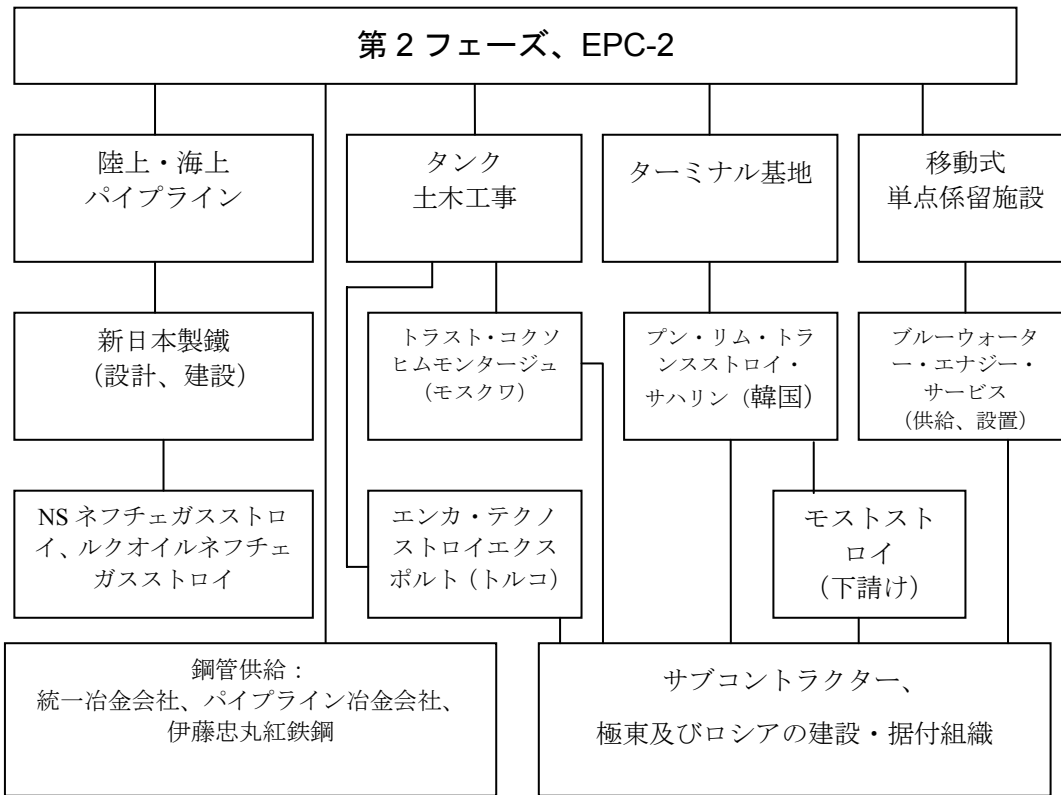 第 2 フェーズ、EPC-2
陸上・海上
パイプライン
タンク
土木工事
ターミナル基地
移動式
単点係留施設
新日本製鐵
（設計、建設）
トラスト・コクソ
ヒムモンタージュ
（モスクワ）
プン・リム・トラ
ンスストロイ・
サハリン（韓国）
ブルーウォータ
ー・エナジー・
サービス
（供給、設置）
NS ネフチェガスストロ
イ、ルクオイルネフチェ
ガスストロイ
エンカ・テクノ
ストロイエクス
ポルト（トルコ）
モストスト
ロイ
（下請け）
鋼管供給：
統一冶金会社、パイプライン冶金会社、
伊藤忠丸紅鉄鋼
サブコントラクター、
極東及びロシアの建設・据付組織